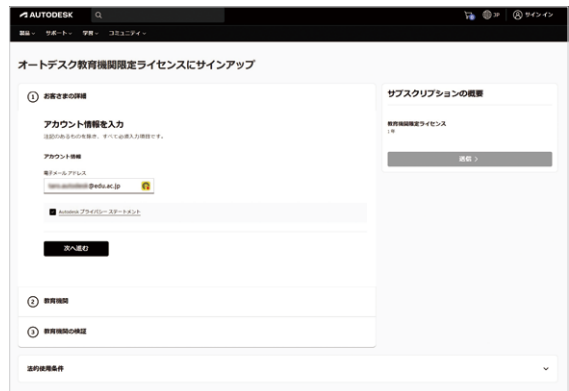 AUTODESK
JP サインイン
製品 サポート 学習 コミュニティ
オートデスク教育機関限定ライセンスにサインアップ
1 お客さまの詳細
アカウント情報を入力
注記のあるものを除き、すべて必須入力項目です。
アカウント情報
電子メール アドレス
@edu.ac.jp
Autodesk プライバシー ステートメント
次へ進む
2 教育機関
3 教育機関の検証
サブスクリプションの概要
教育機関限定ライセンス
1 年
送信 >
法的使用条件